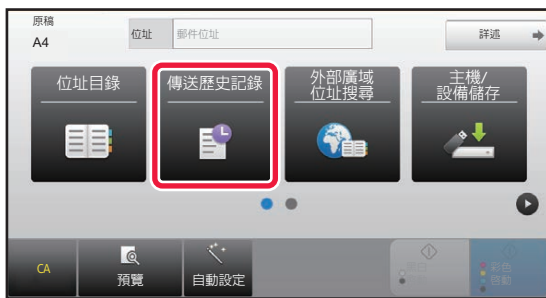 原稿
A4
位址
郵件位址
詳述
位址目錄
傳送歷史記錄
外部廣域
位址搜尋
主機/
設備儲存
CA
預覽
自動設定
彩色
啓動